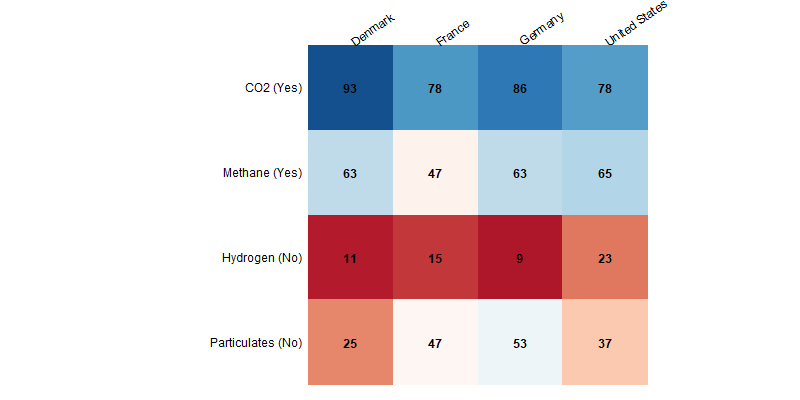 Denmark France Germany United States
CO2 (Yes) 93 78 86 78
Methane (Yes) 63 47 63 65
Hydrogen (No) 11 15 9 23
Particulates (No) 25 47 53 37